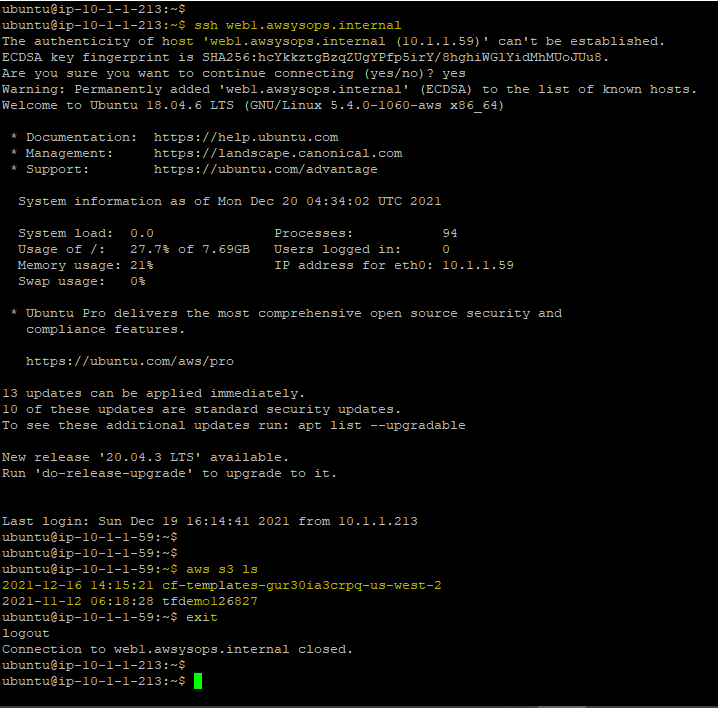 ubuntu@ip-10-1-1-213:~$
ubuntu@ip-10-1-1-213:~$ ssh web1.awsysops.internal
The authenticity of host 'web1.awsysops.internal (10.1.1.59)' can't be established.
ECDSA key fingerprint is SHA256:hcYkkztgBzqZUgYPfp5irY/8hghiWGlYidMhMUoJUu8.
Are you sure you want to continue connecting (yes/no)? yes
Warning: Permanently added 'web1.awsysops.internal' (ECDSA) to the list of known hosts.
Welcome to Ubuntu 18.04.6 LTS (GNU/Linux 5.4.0-1060-aws x86_64)
* Documentation:  https://help.ubuntu.com
* Management:     https://landscape.canonical.com
* Support:        https://ubuntu.com/advantage
System information as of Mon Dec 20 04:34:02 UTC 2021
System load:  0.0               Processes:           94
Usage of /:   27.7% of 7.69GB   Users logged in:     0
Memory usage: 21%               IP address for eth0: 10.1.1.59
Swap usage:   0%
* Ubuntu Pro delivers the most comprehensive open source security and
compliance features.
https://ubuntu.com/aws/pro
13 updates can be applied immediately.
10 of these updates are standard security updates.
To see these additional updates run: apt list --upgradable
New release '20.04.3 LTS' available.
Run 'do-release-upgrade' to upgrade to it.
Last login: Sun Dec 19 16:14:41 2021 from 10.1.1.213
ubuntu@ip-10-1-1-59:~$
ubuntu@ip-10-1-1-59:~$
ubuntu@ip-10-1-1-59:~$ aws s3 ls
2021-12-16 14:15:21 cf-templates-gur30ia3crpq-us-west-2
2021-11-12 06:18:28 tfdemo126827
ubuntu@ip-10-1-1-59:~$ exit
logout
Connection to web1.awsysops.internal closed.
ubuntu@ip-10-1-1-213:~$
ubuntu@ip-10-1-1-213:~$